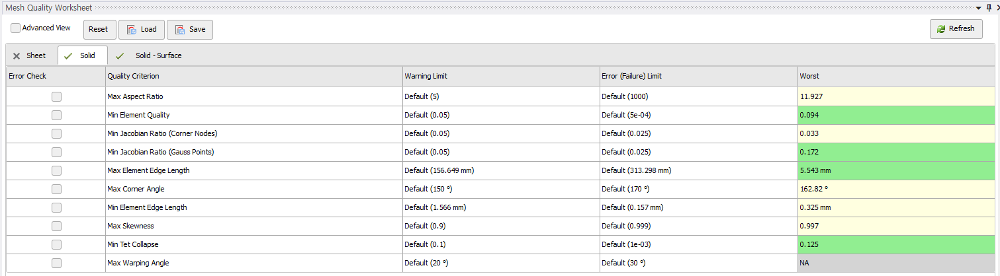 Mesh Quality Worksheet
Advanced View Reset Load Save Refresh
Sheet Solid Solid - Surface
Error Check Quality Criterion Warning Limit Error (Failure) Limit Worst
Max Aspect Ratio Default (5) Default (1000) 11.927
Min Element Quality Default (0.05) Default (5e-04) 0.094
Min Jacobian Ratio (Corner Nodes) Default (0.05) Default (0.025) 0.033
Min Jacobian Ratio (Gauss Points) Default (0.05) Default (0.025) 0.172
Max Element Edge Length Default (156.649 mm) Default (313.298 mm) 5.543 mm
Max Corner Angle Default (150 °) Default (170 °) 162.82 °
Min Element Edge Length Default (1.566 mm) Default (0.157 mm) 0.325 mm
Max Skewness Default (0.9) Default (0.999) 0.997
Min Tet Collapse Default (0.1) Default (1e-03) 0.125
Max Warping Angle Default (20 °) Default (30 °) NA